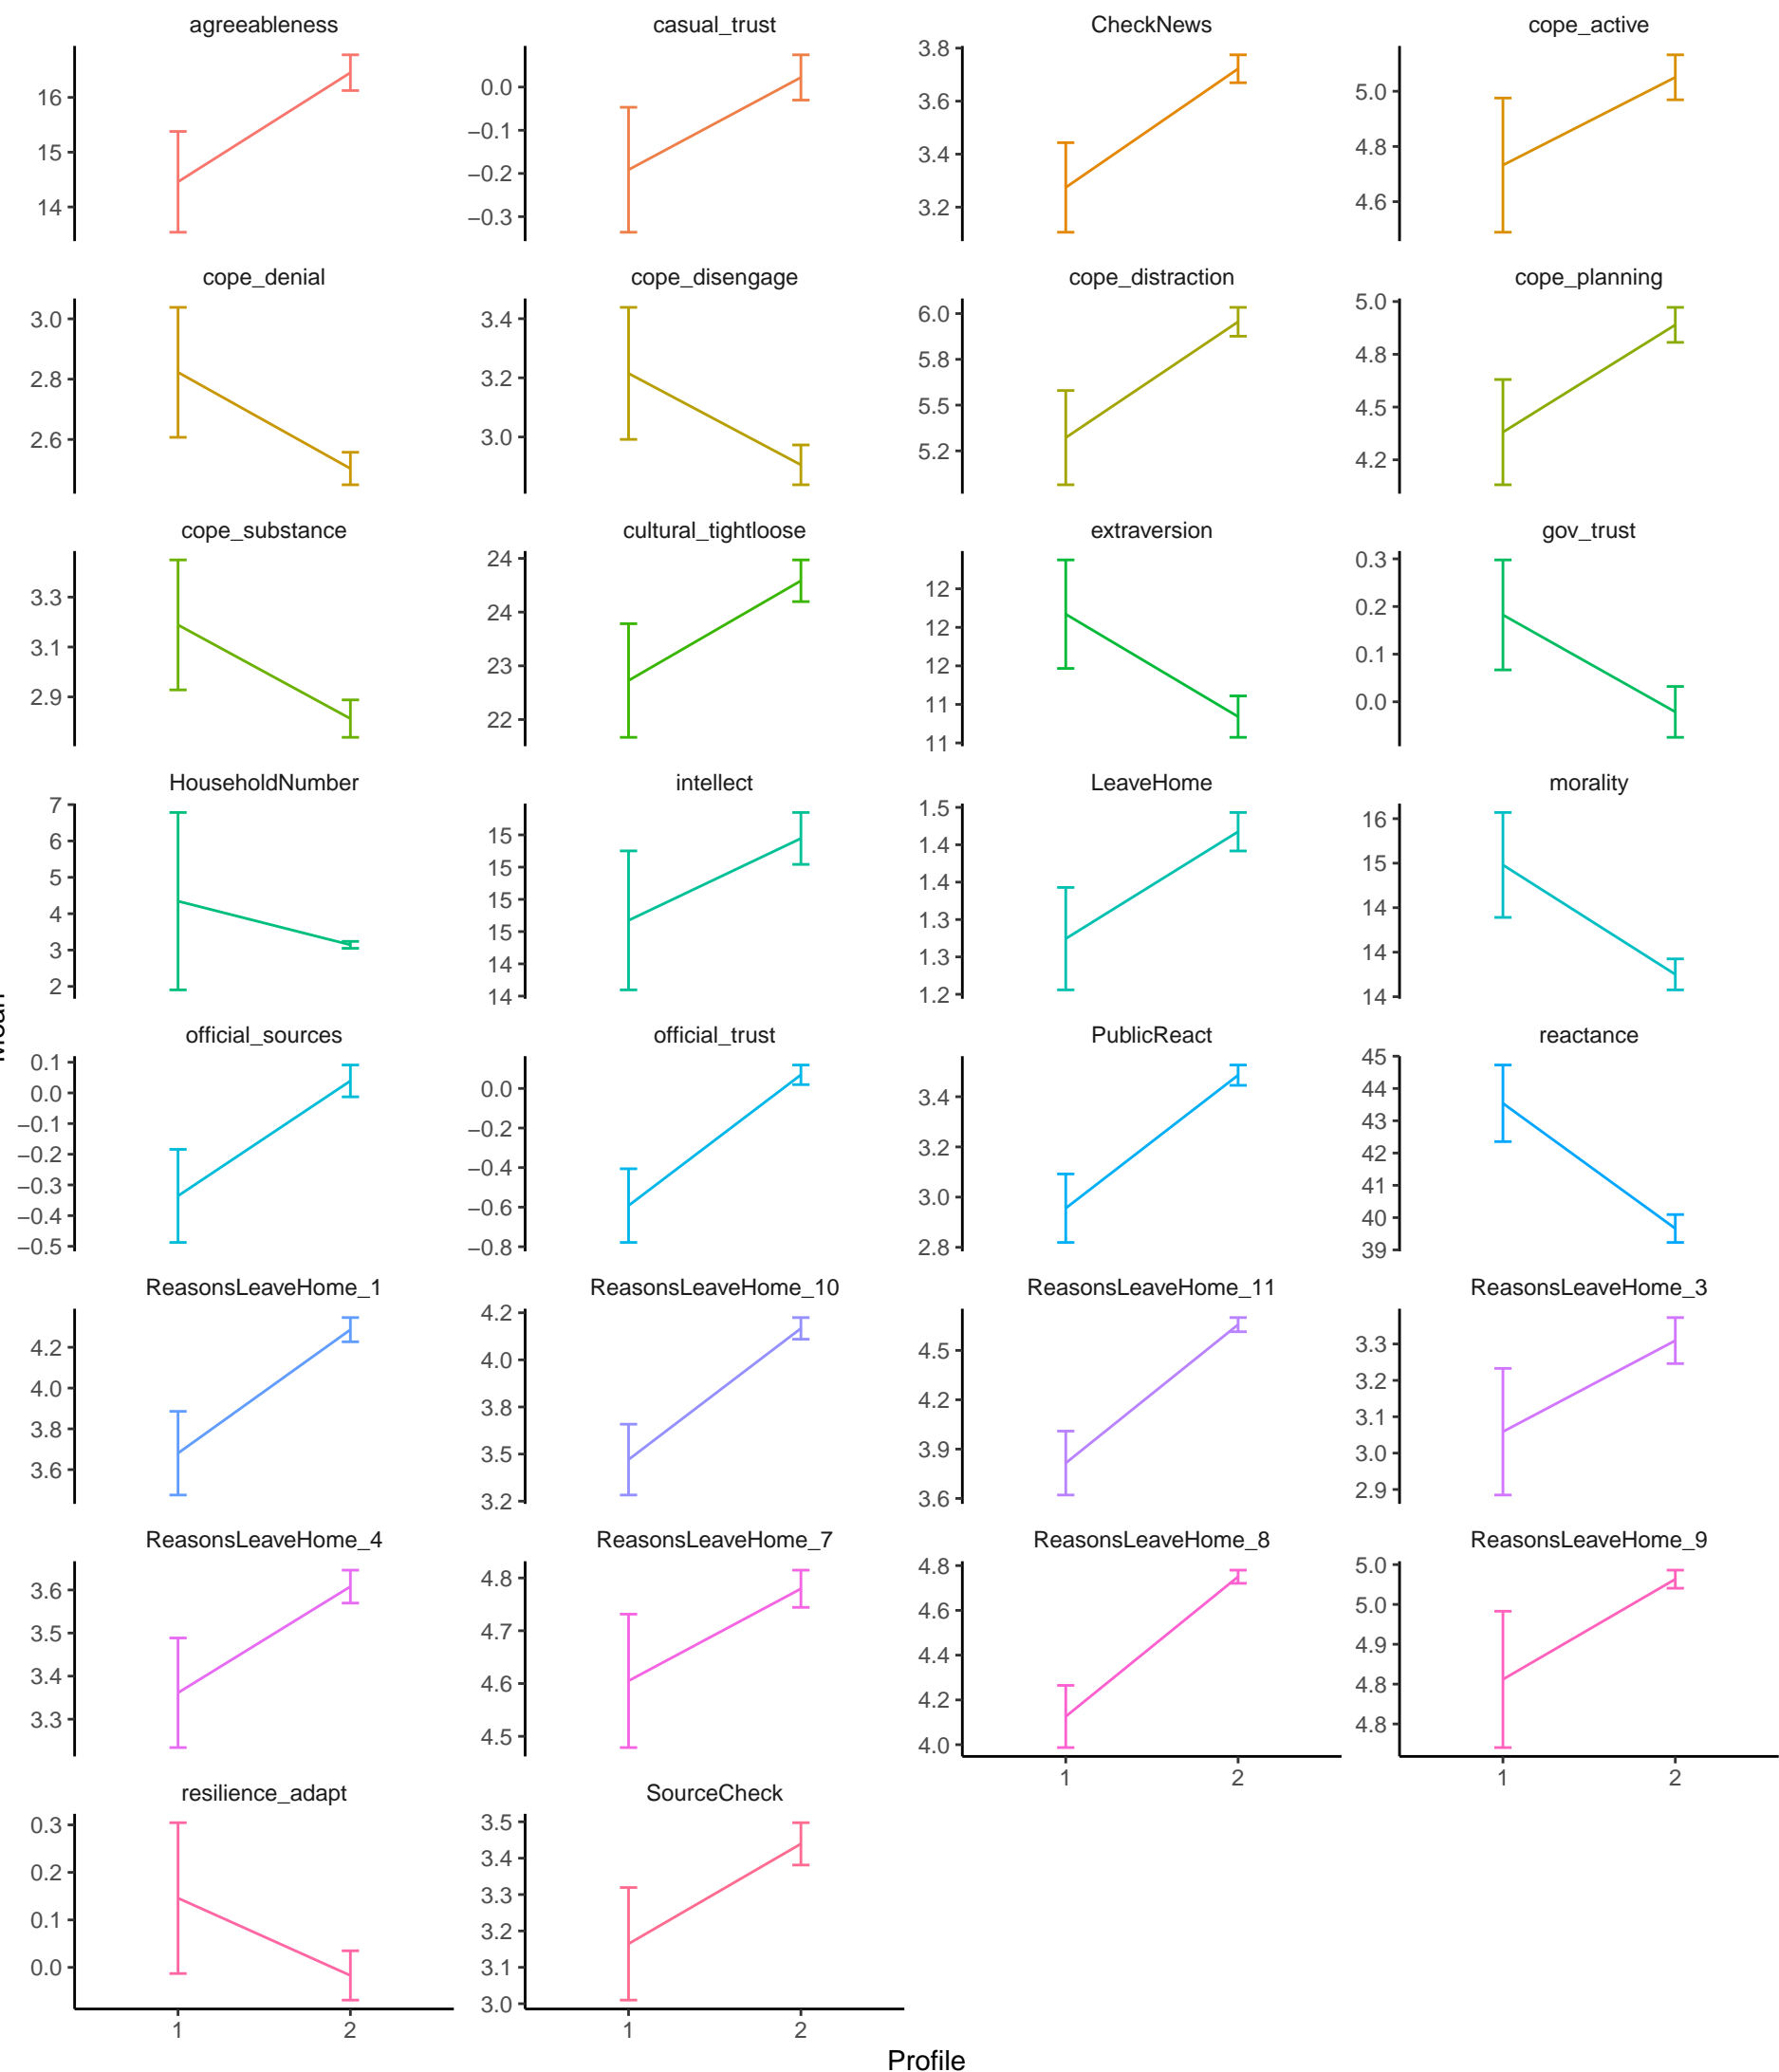 agreeableness casual_trust CheckNews cope_active
16 15 14
0.0 −0.1 −0.2 −0.3
3.8 3.6 3.4 3.2
5.0 4.8 4.6
cope_denial cope_disengage cope_distraction cope_planning
3.0 2.8 2.6
3.4 3.2 3.0
6.0 5.8 5.5 5.2
5.0 4.8 4.5 4.2
cope_substance cultural_tightloose extraversion gov_trust
3.3 3.1 2.9
24 24 23 22
12 12 12 11 11
0.3 0.2 0.1 0.0
HouseholdNumber intellect LeaveHome morality
7 6 5 4 3 2
15 15 15 15 14 14
1.5 1.4 1.4 1.3 1.3 1.2
16 15 14 14 14
official_sources official_trust PublicReact reactance
0.1 0.0 −0.1 −0.2 −0.3 −0.4 −0.5
0.0 −0.2 −0.4 −0.6 −0.8
3.4 3.2 3.0 2.8
45 44 43 42 41 40 39
ReasonsLeaveHome_1 ReasonsLeaveHome_10 ReasonsLeaveHome_11 ReasonsLeaveHome_3
4.2 4.0 3.8 3.6
4.2 4.0 3.8 3.5 3.2
4.5 4.2 3.9 3.6
3.3 3.2 3.1 3.0 2.9
ReasonsLeaveHome_4 ReasonsLeaveHome_7 ReasonsLeaveHome_8 ReasonsLeaveHome_9
3.6 3.5 3.4 3.3
4.8 4.7 4.6 4.5
4.8 4.6 4.4 4.2 4.0
5.0 5.0 4.9 4.8 4.8
1 2 1 2
resilience_adapt SourceCheck
0.3 0.2 0.1 0.0
3.5 3.4 3.3 3.2 3.1 3.0
1 2 1 2
Profile